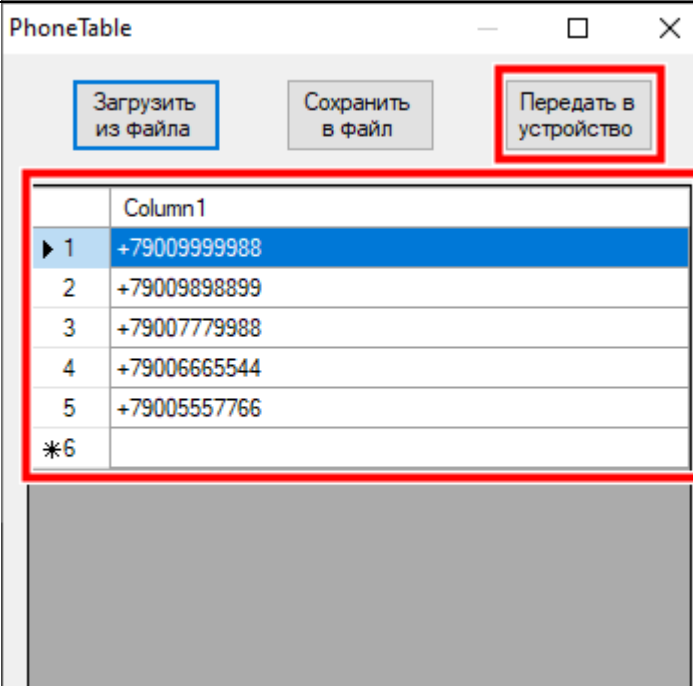 PhoneTable
Загрузить из файла
Сохранить в файл
Передать в устройство
Column1
1 +79009999988
2 +79009898899
3 +79007779988
4 +79006665544
5 +79005557766
*6